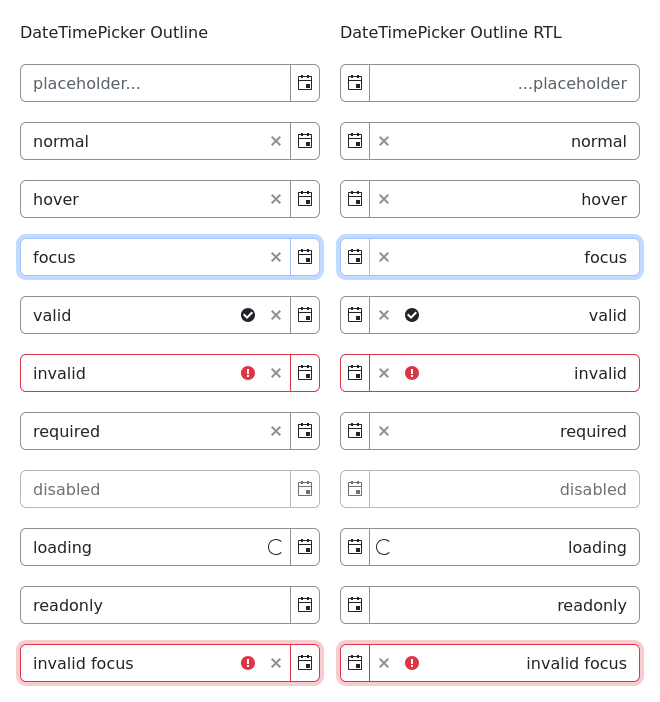 DateTimePicker Outline
placeholder...
normal
hover
focus
valid
invalid
required
disabled
loading
readonly
invalid focus
DateTimePicker Outline RTL
...placeholder
normal
hover
focus
valid
invalid
required
disabled
loading
readonly
invalid focus